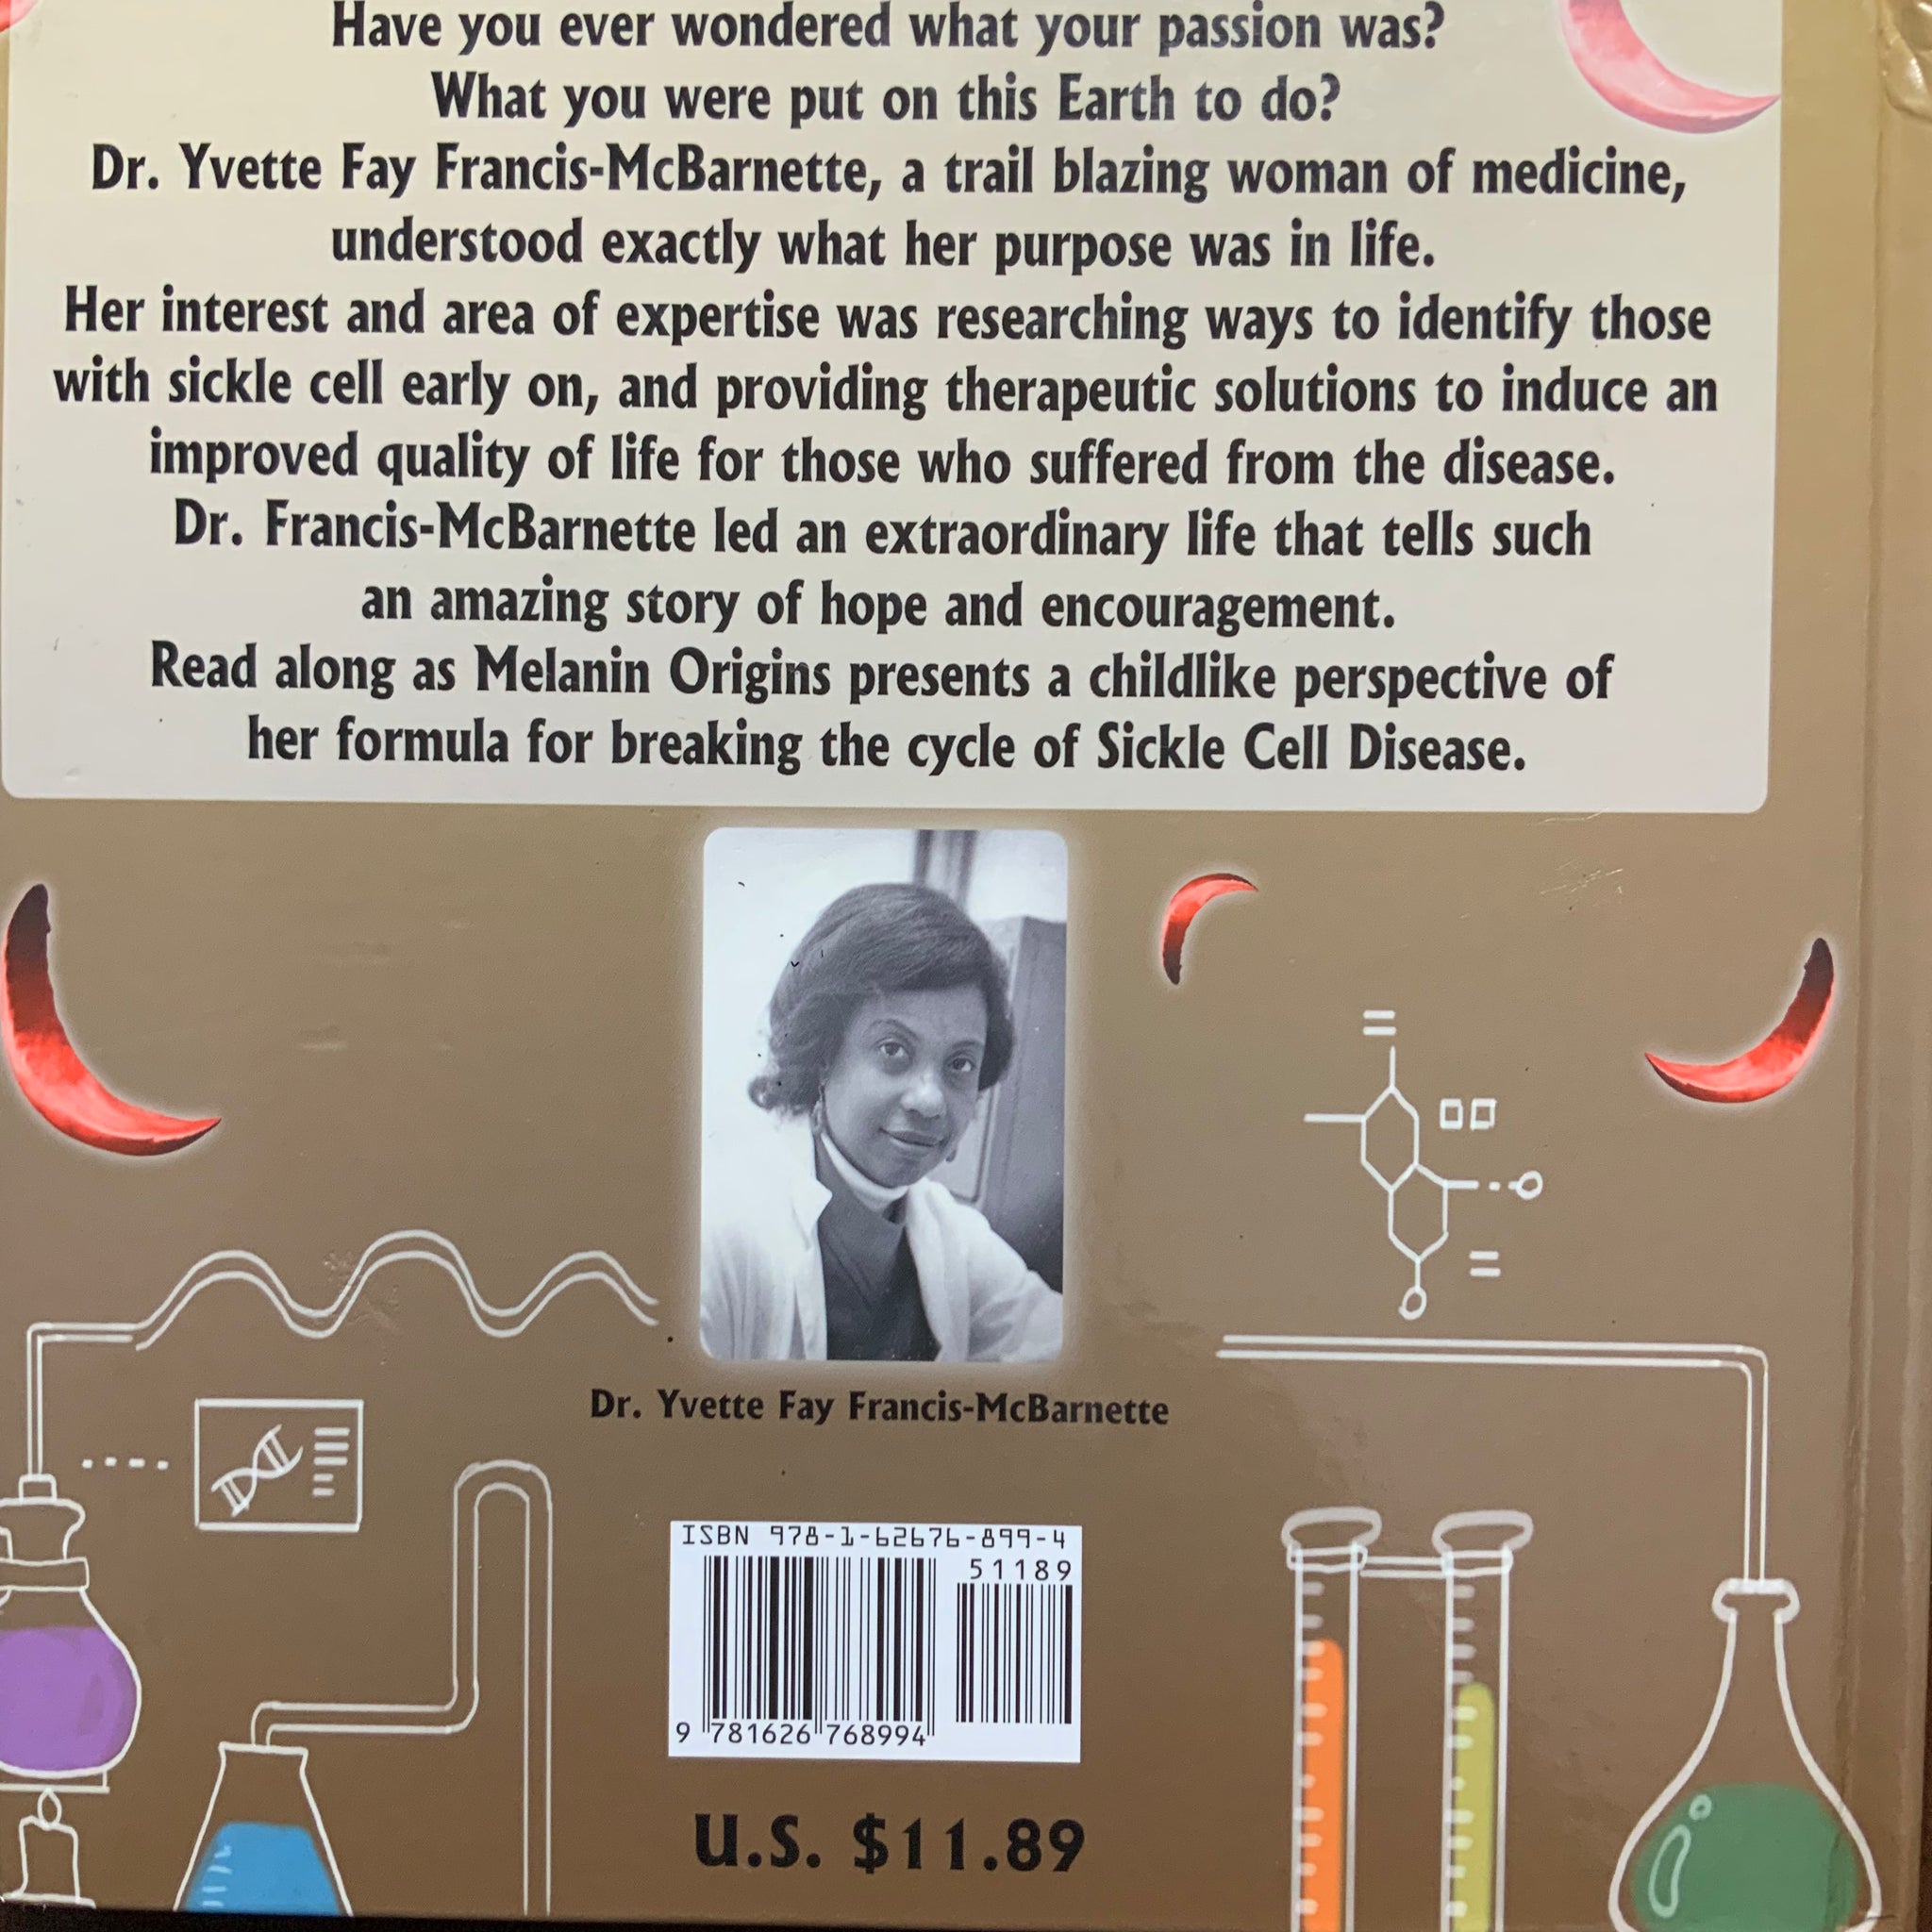 Have you ever wondered what your passion was?
What you were put on this Earth to do?
Dr. Yvette Fay Francis-McBarnette, a trail blazing woman of medicine,
understood exactly what her purpose was in life.
Her interest and area of expertise was researching ways to identify those
with sickle cell early on, and providing therapeutic solutions to induce an
improved quality of life for those who suffered from the disease.
Dr. Francis-McBarnette led an extraordinary life that tells such
an amazing story of hope and encouragement.
Read along as Melanin Origins presents a childlike perspective of
her formula for breaking the cycle of Sickle Cell Disease.
Dr. Yvette Fay Francis-McBarnette
ISBN 978-1-62676-899-4
51189
9 781626 768994
U.S. $11.89